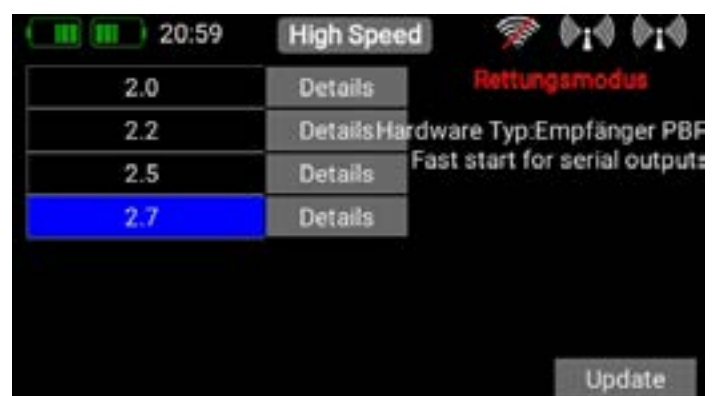 20:59 High Speed
Rettungsmodus
2.0 Details
2.2 Details Hardware Typ:Empfänger PBR
2.5 Details Fast start for serial outputs
2.7 Details
Update